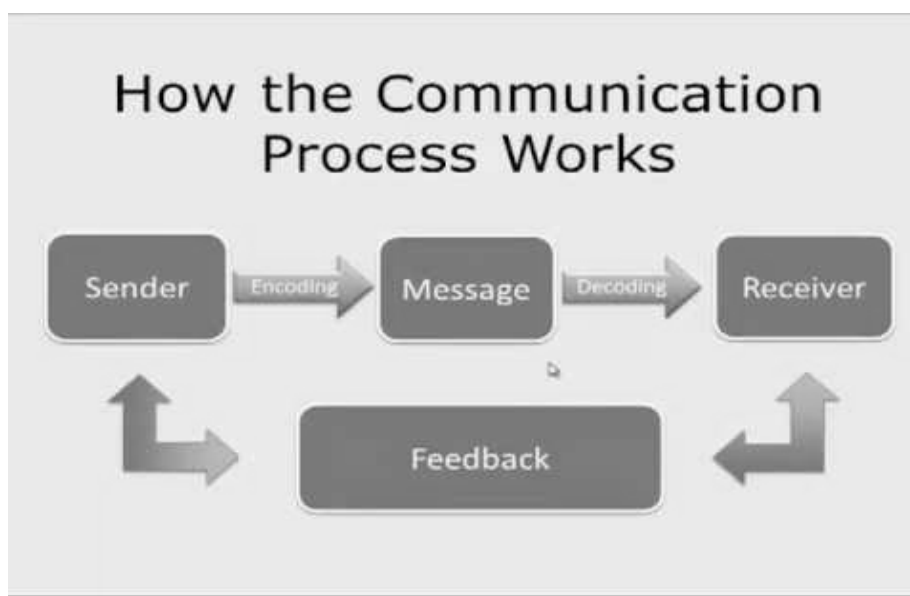 How the Communication
Process Works
Sender
Encoding
Message
Decoding
Receiver
Feedback